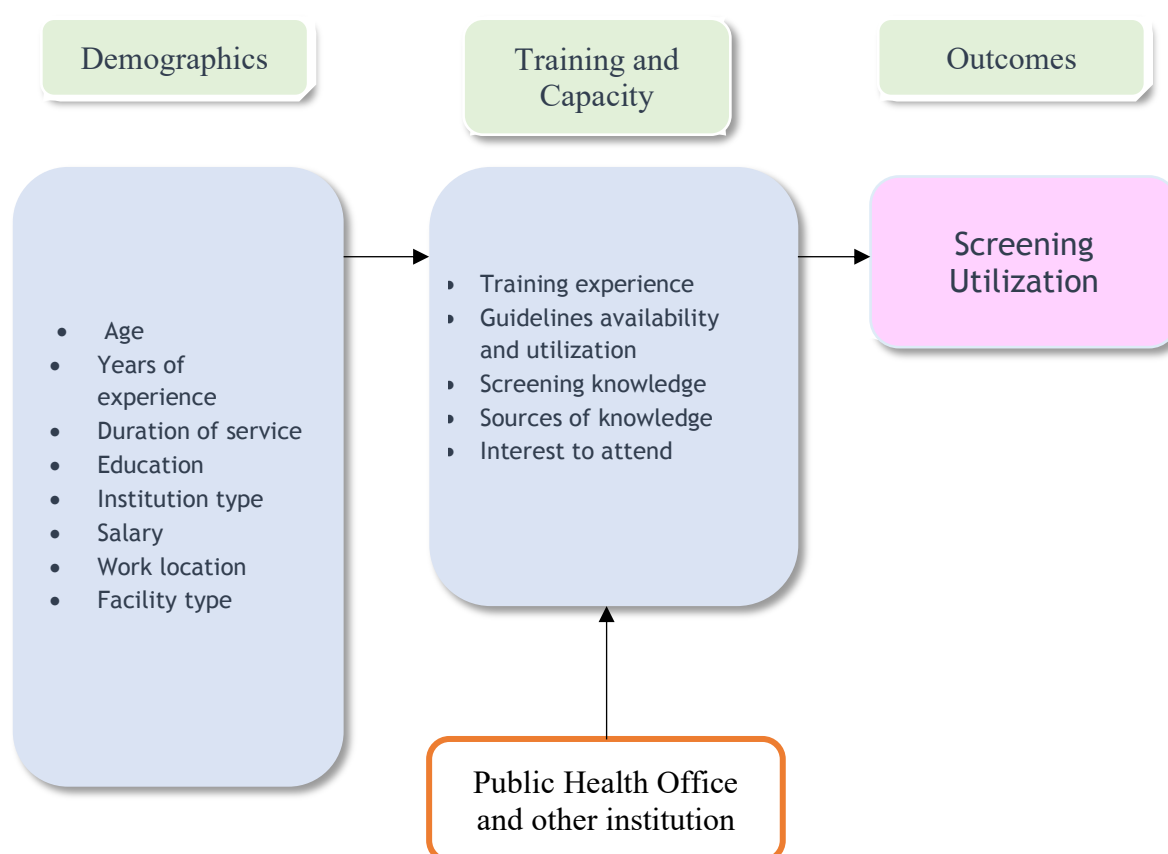 Demographics
Training and
Capacity
Outcomes
• Age
• Years of
experience
• Duration of service
• Education
• Institution type
• Salary
• Work location
• Facility type
• Training experience
• Guidelines availability
and utilization
• Screening knowledge
• Sources of knowledge
• Interest to attend
Screening
Utilization
Public Health Office
and other institution